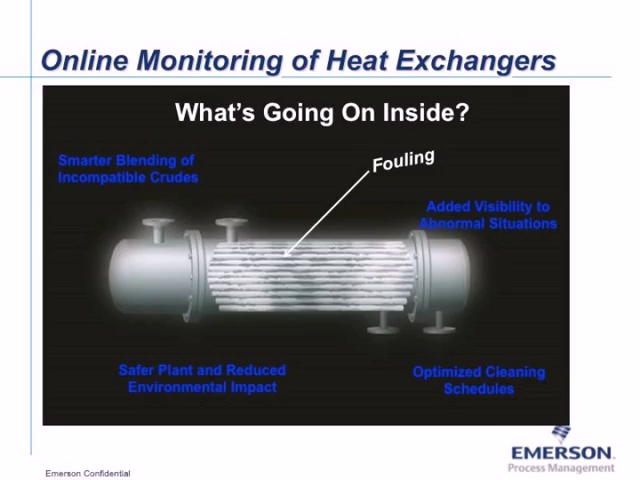 Online Monitoring of Heat Exchangers
What's Going On Inside?
Smarter Blending of
Incompatible Crudes
Fouling
Added Visibility to
Abnormal Situations
Safer Plant and Reduced
Environmental Impact
Optimized Cleaning
Schedules
EMERSON.
Process Management
Emerson Confidential